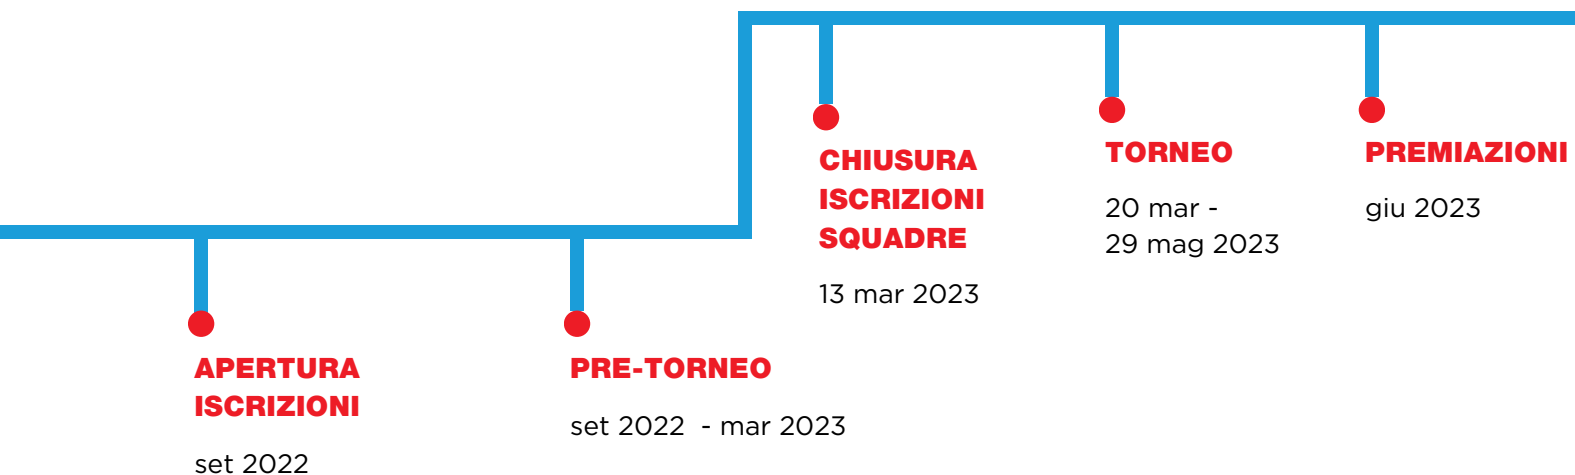 APERTURA
ISCRIZIONI
set 2022
PRE-TORNEO
set 2022  - mar 2023
CHIUSURA
ISCRIZIONI
SQUADRE
13 mar 2023
TORNEO
20 mar -
29 mag 2023
PREMIAZIONI
giu 2023